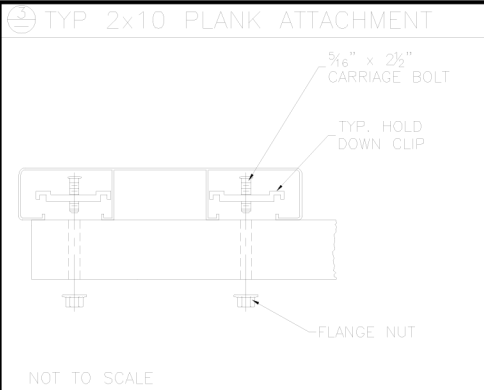 3
TYP 2x10 PLANK ATTACHMENT
5/16" x 2½"
CARRIAGE BOLT
TYP. HOLD
DOWN CLIP
FLANGE NUT
NOT TO SCALE